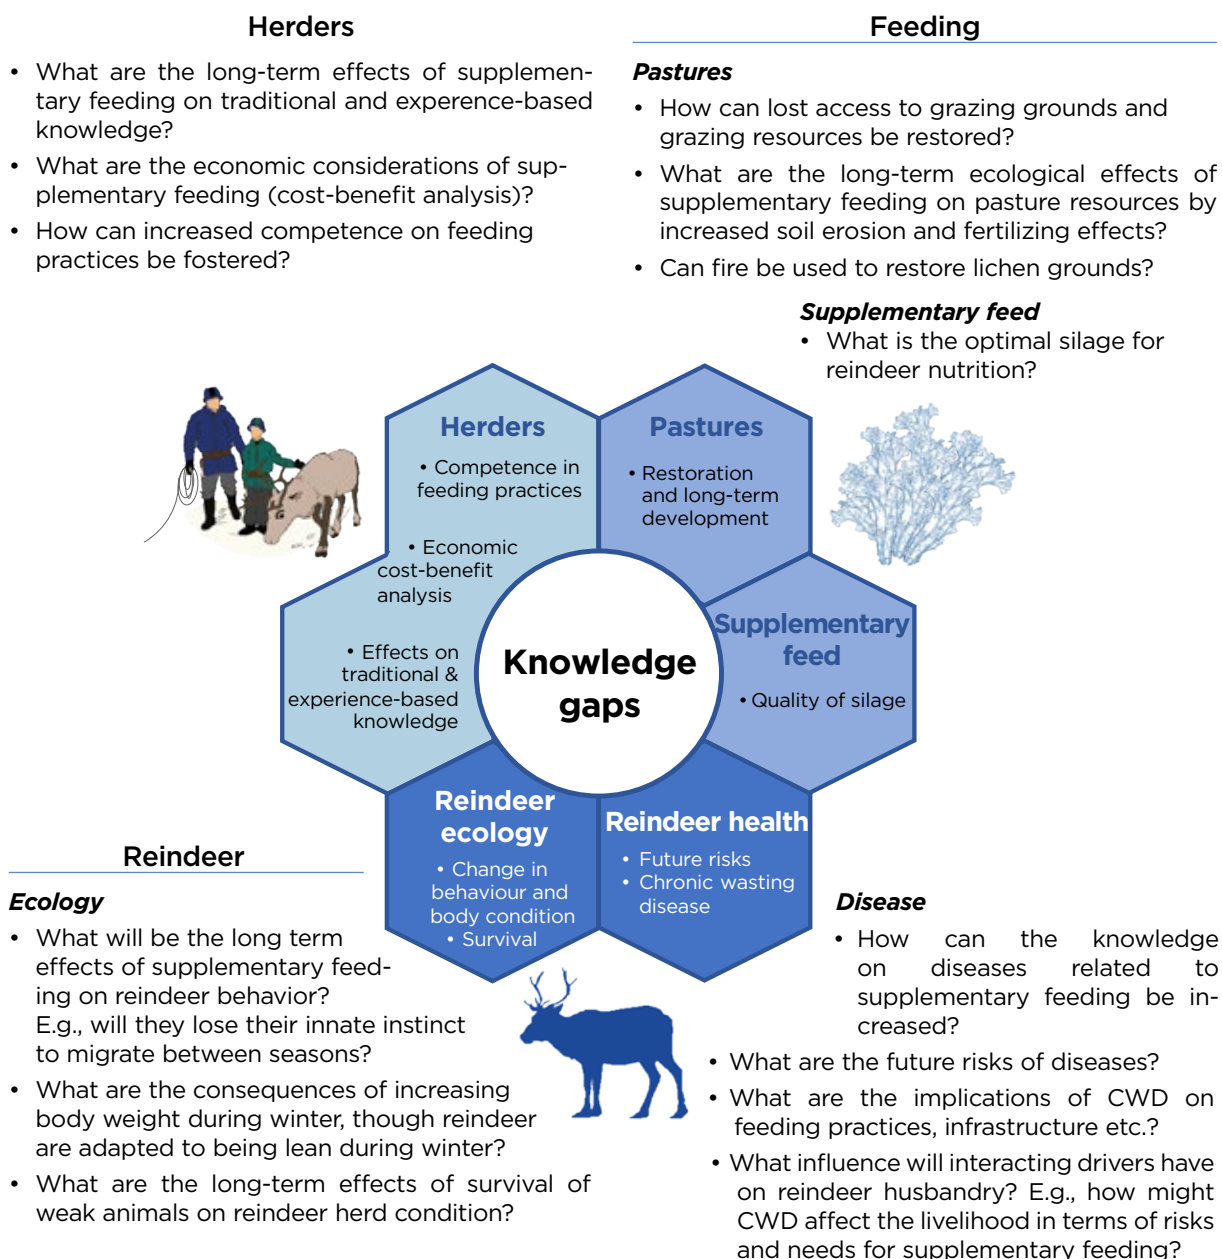 Herders
• What are the long-term effects of supplemen-
tary feeding on traditional and experence-based
knowledge?
• What are the economic considerations of sup-
plementary feeding (cost-benefit analysis)?
• How can increased competence on feeding
practices be fostered?
Feeding
Pastures
• How can lost access to grazing grounds and
grazing resources be restored?
• What are the long-term ecological effects of
supplementary feeding on pasture resources by
increased soil erosion and fertilizing effects?
• Can fire be used to restore lichen grounds?
Supplementary feed
• What is the optimal silage for
reindeer nutrition?
Herders
• Competence in
feeding practices
• Economic
cost-benefit
analysis
• Effects on
traditional &
experience-based
knowledge
Pastures
• Restoration
and long-term
development
Supplementary
feed
• Quality of silage
Knowledge
gaps
Reindeer
ecology
• Change in
behaviour and
body condition
• Survival
Reindeer health
• Future risks
• Chronic wasting
disease
Reindeer
Ecology
• What will be the long term
effects of supplementary feed-
ing on reindeer behavior?
E.g., will they lose their innate instinct
to migrate between seasons?
• What are the consequences of increasing
body weight during winter, though reindeer
are adapted to being lean during winter?
• What are the long-term effects of survival of
weak animals on reindeer herd condition?
Disease
• How can the knowledge
on diseases related to
supplementary feeding be in-
creased?
• What are the future risks of diseases?
• What are the implications of CWD on
feeding practices, infrastructure etc.?
• What influence will interacting drivers have
on reindeer husbandry? E.g., how might
CWD affect the livelihood in terms of risks
and needs for supplementary feeding?